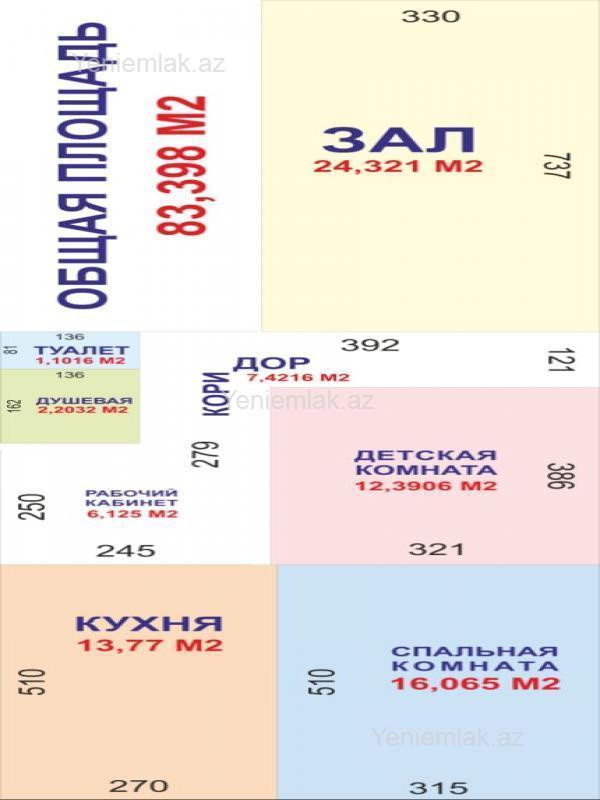 ОБЩАЯ ПЛОЩАДЬ
83,398 М2
Yeniemlak.az
330
ЗАЛ
24,321 М2
737
136
81
ТУАЛЕТ
1,1016 М2
136
162
ДУШЕВАЯ
2,2032 М2
392
121
КОРИ
ДОР
7,4216 М2
279
Yeniemlak.az
ДЕТСКАЯ
КОМНАТА
12,3906 М2
386
321
250
РАБОЧИЙ
КАБИНЕТ
6,125 М2
245
КУХНЯ
13,77 М2
510
270
СПАЛЬНАЯ
КОМНАТА
16,065 М2
510
Yeniemlak.az
315